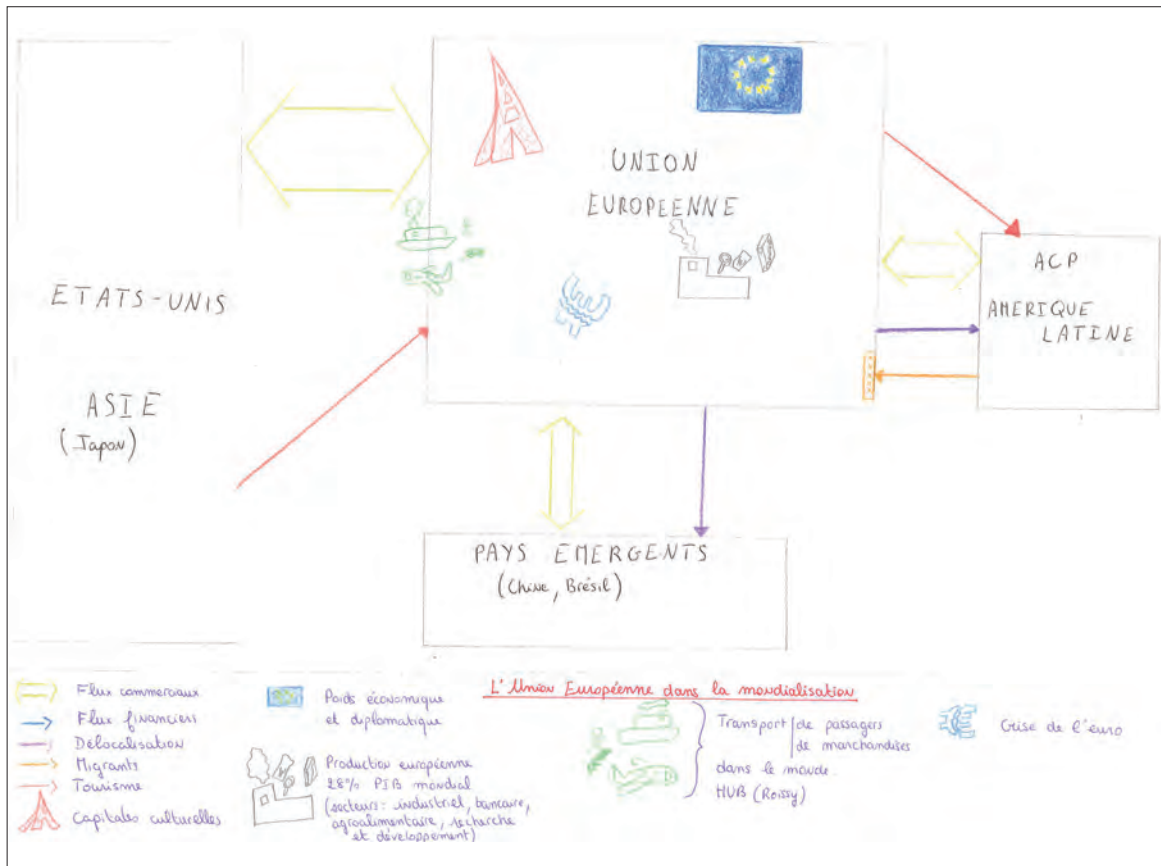 UNION
EUROPÉENNE
ETATS-UNIS
ASIE
(Japon)
ACP
AMERIQUE
LATINE
PAYS EMERGENTS
(Chine, Brésil)
L'Union Européenne dans la mondialisation
Flux commerciaux
Flux financiers
Délocalisation
Migrants
Tourisme
Capitales culturelles
Poids économique
et diplomatique
Production européenne
28% PIB mondial
(secteurs: industriel, bancaire,
agroalimentaire, recherche
et développement)
Transport de passagers
de marchandises
dans le monde
HUB (Roissy)
Crise de l'euro